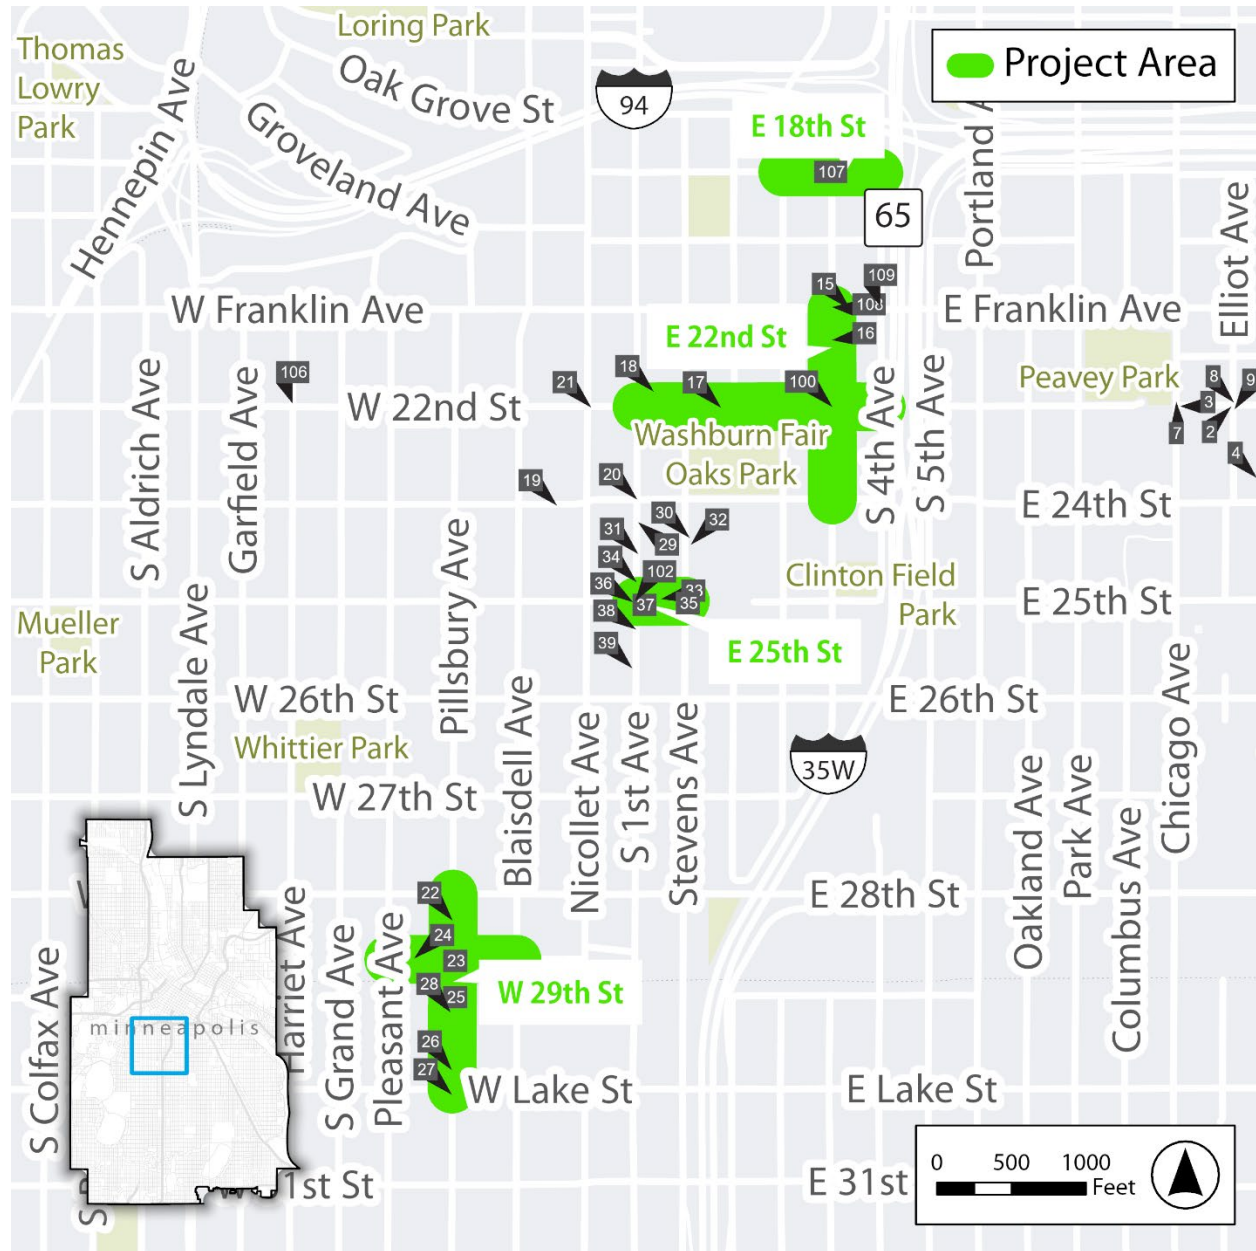 Loring Park
Thomas
Lowry
Park
Hennepin Ave
Oak Grove St
Groveland Ave
94
Project Area
Portland A
E 18th St
107
65
Elliot Ave
W Franklin Ave
E Franklin Ave
15
109
108
16
E 22nd St
106
21
18
17
100
Peavey Park
8
9
3
7
2
4
S Aldrich Ave
Garfield Ave
W 22nd St
Washburn Fair
Oaks Park
S 4th Ave
S 5th Ave
19
20
E 24th St
30
32
31
29
34
102
36
33
37
35
38
39
Clinton Field
Park
E 25th St
E 25th St
Mueller
Park
S Lyndale Ave
Pillsbury Ave
W 26th St
E 26th St
Whittier Park
Blaisdell Ave
Nicollet Ave
S 1st Ave
Stevens Ave
35W
Chicago Ave
W 27th St
Oakland Ave
Park Ave
Columbus Ave
E 28th St
22
24
23
28
25
W 29th St
26
27
Harriet Ave
S Grand Ave
Pleasant Ave
S Colfax Ave
minneapolis
W Lake St
E Lake St
1st St
E 31st
0 500 1000
Feet